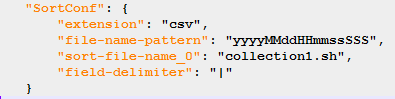 "SortConf": {
"extension": "csv",
"file-name-pattern": "yyyyMMddHHmmssSSS",
"sort-file-name_0": "collection1.sh",
"field-delimiter": "|"
}